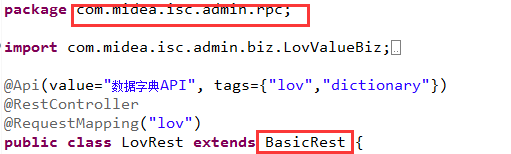 package com.midea.isc.admin.rpc;
import com.midea.isc.admin.biz.LovValueBiz;
@Api(value="数据字典API", tags={"lov","dictionary"})
@RestController
@RequestMapping("lov")
public class LovRest extends BasicRest {